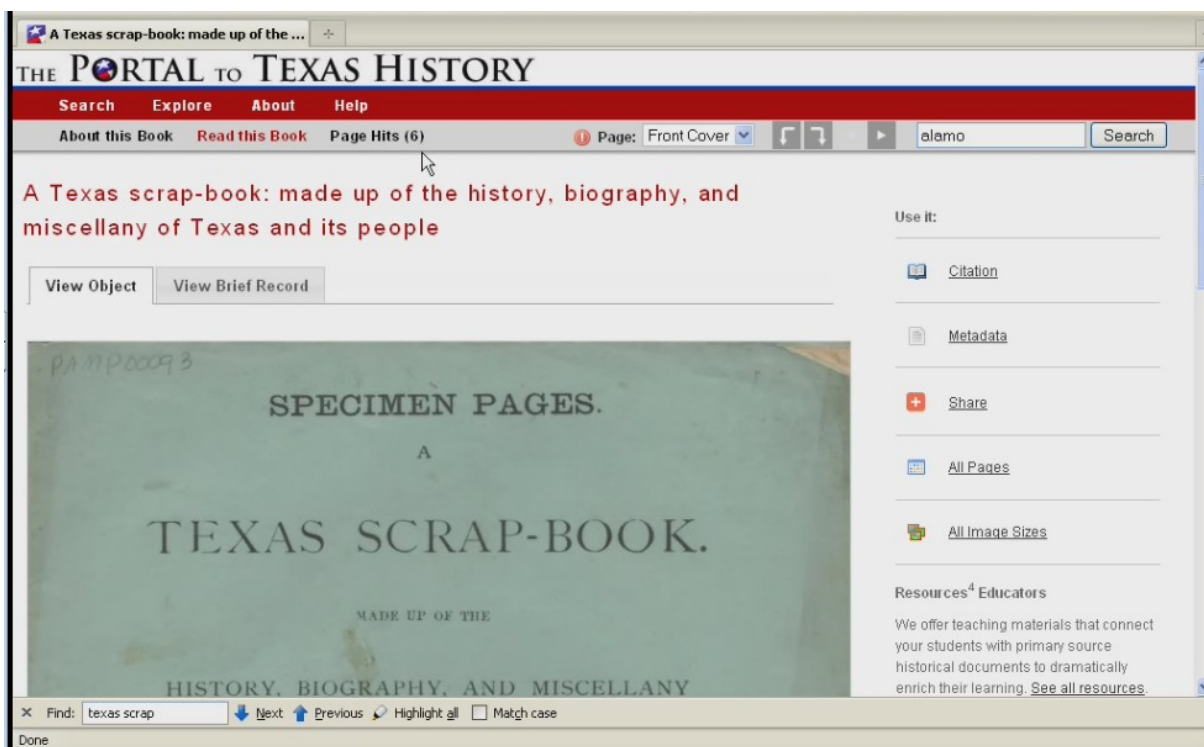 A Texas scrap-book: made up of the ...
THE PORTAL TO TEXAS HISTORY
Search Explore About Help
About this Book Read this Book Page Hits (6) Page: Front Cover alamo Search
A Texas scrap-book: made up of the history, biography, and
miscellany of Texas and its people
View Object View Brief Record
PAMP00093
SPECIMEN PAGES.
A
TEXAS SCRAP-BOOK.
MADE UP OF THE
HISTORY, BIOGRAPHY, AND MISCELLANY
Use it:
Citation
Metadata
Share
All Pages
All Image Sizes
Resources4 Educators
We offer teaching materials that connect
your students with primary source
historical documents to dramatically
enrich their learning. See all resources.
Find: texas scrap Next Previous Highlight all Match case
Done